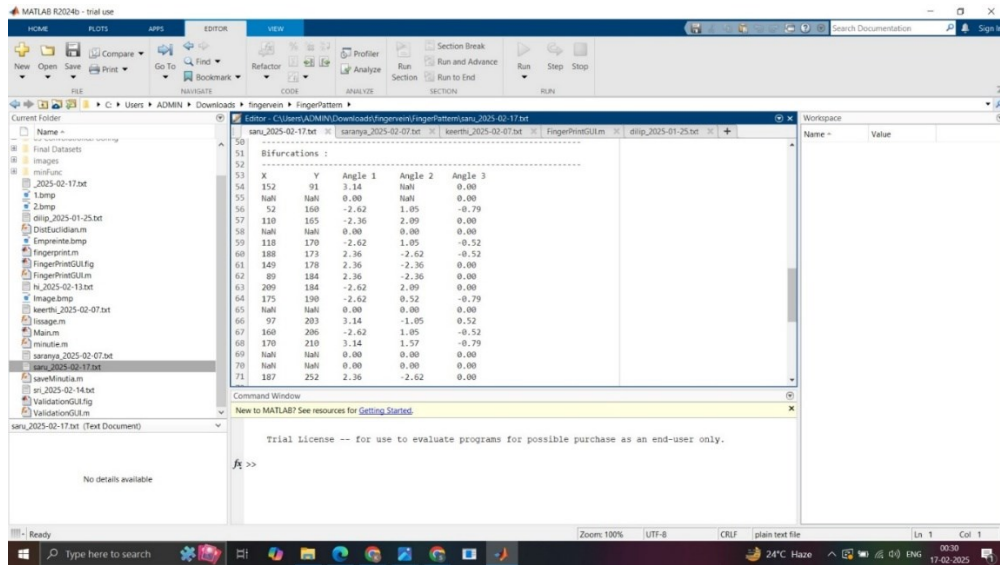 MATLAB R2024b - trial use
HOME PLOTS APPS EDITOR VIEW
Search Documentation
Sign In
New Open Save Compare Print
Go To Find Bookmark
Refactor
Profiler Analyze
Run Section
Section Break
Run and Advance
Run to End
Run Step Stop
FILE NAVIGATE CODE ANALYZE SECTION RUN
C: Users ADMIN Downloads fingervein FingerPattern
Current Folder
Editor - C:\Users\ADMIN\Downloads\fingervein\FingerPattern\saru_2025-02-17.txt
Workspace
Name
Name Value
saru_2025-02-17.txt saranya_2025-02-07.txt keerthi_2025-02-07.txt FingerPrintGUI.m dilip_2025-01-25.txt
Final Datasets
images
minFunc
_2025-02-17.txt
1.bmp
2.bmp
dilip_2025-01-25.txt
DistEuclidian.m
Empreinte.bmp
fingerprint.m
FingerPrintGUI.fig
FingerPrintGUI.m
hi_2025-02-13.txt
Image.bmp
keerthi_2025-02-07.txt
lissage.m
Main.m
minutie.m
saranya_2025-02-07.txt
saru_2025-02-17.txt
saveMinutia.m
sri_2025-02-14.txt
ValidationGUI.fig
ValidationGUI.m
saru_2025-02-17.txt (Text Document)
No details available
50 ------------------------------------------------------------
51 Bifurcations :
52 ------------------------------------------------------------
53 X Y Angle 1 Angle 2 Angle 3
54 152 91 3.14 NaN 0.00
55 NaN NaN 0.00 NaN 0.00
56 52 160 -2.62 1.05 -0.79
57 110 165 -2.36 2.09 0.00
58 NaN NaN 0.00 0.00 0.00
59 118 170 -2.62 1.05 -0.52
60 188 173 2.36 -2.62 -0.52
61 149 178 2.36 -2.36 0.00
62 89 184 2.36 -2.36 0.00
63 209 184 -2.62 2.09 0.00
64 175 190 -2.62 0.52 -0.79
65 NaN NaN 0.00 0.00 0.00
66 97 203 3.14 -1.05 0.52
67 160 206 -2.62 1.05 -0.52
68 170 210 3.14 1.57 -0.79
69 NaN NaN 0.00 0.00 0.00
70 NaN NaN 0.00 0.00 0.00
71 187 252 2.36 -2.62 0.00
Command Window
New to MATLAB? See resources for Getting Started.
Trial License -- for use to evaluate programs for possible purchase as an end-user only.
fx >>
Ready
Zoom: 100% UTF-8 CRLF plain text file Ln 1 Col 1
Type here to search
24°C Haze
ENG
00:30
17-02-2025